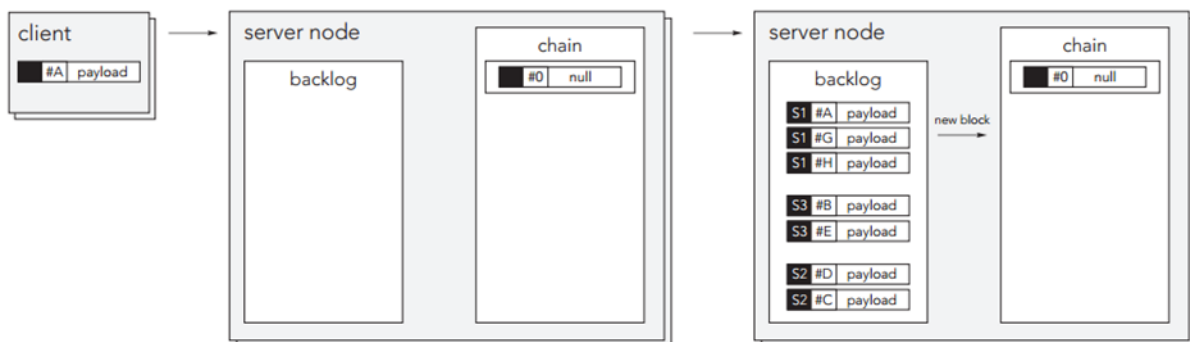 client
#A payload
server node
chain
#0 null
backlog
server node
chain
#0 null
backlog
S1 #A payload
S1 #G payload
S1 #H payload
new block
S3 #B payload
S3 #E payload
S2 #D payload
S2 #C payload